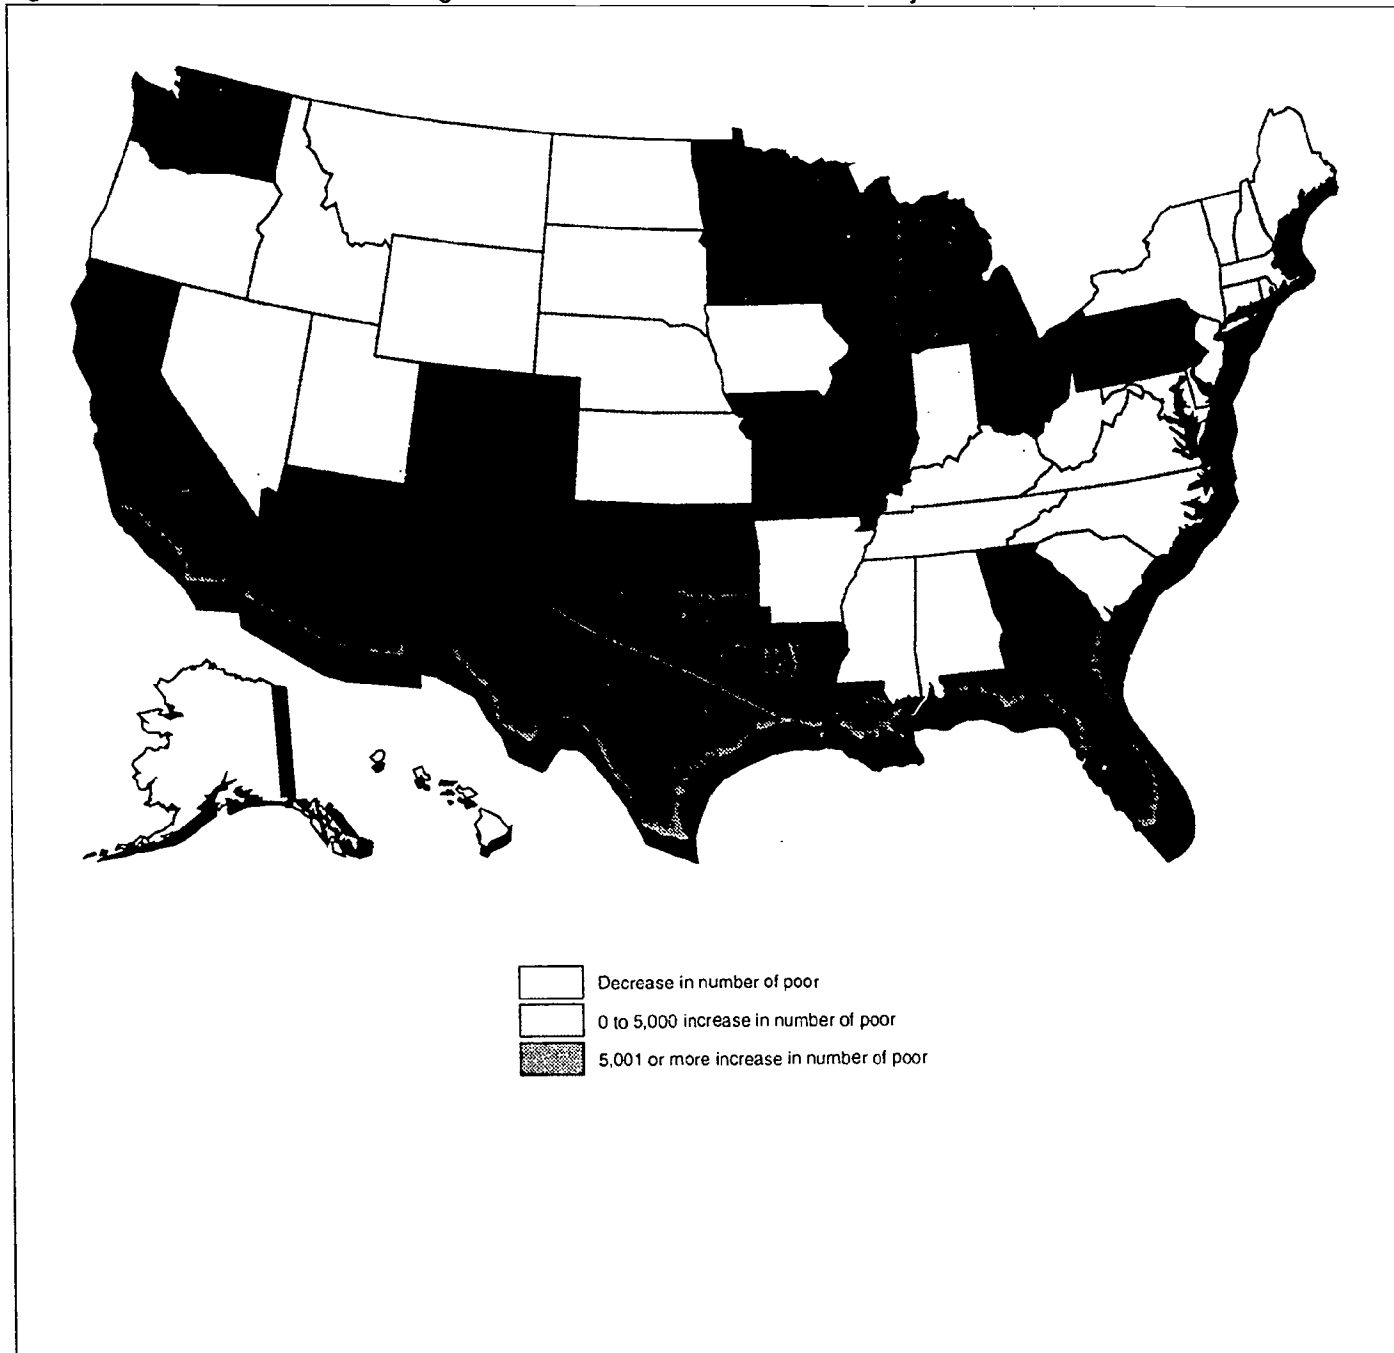 Decrease in number of poor
0 to 5,000 increase in number of poor
5,001 or more increase in number of poor